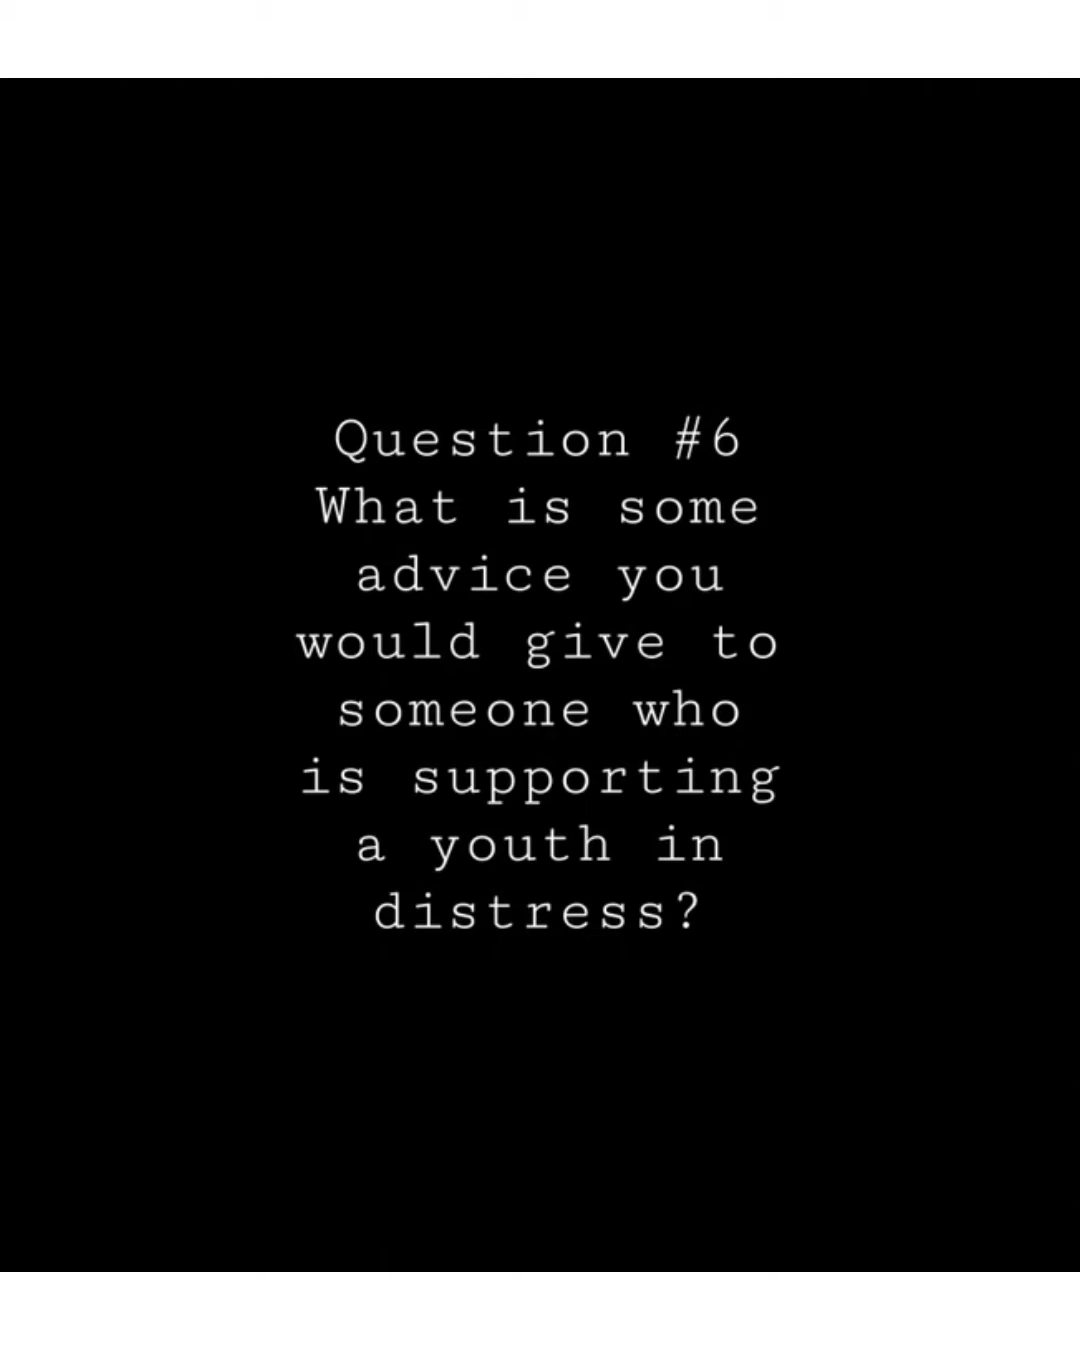 Question #6
What is some
advice you
would give to
someone who
is supporting
a youth in
distress?